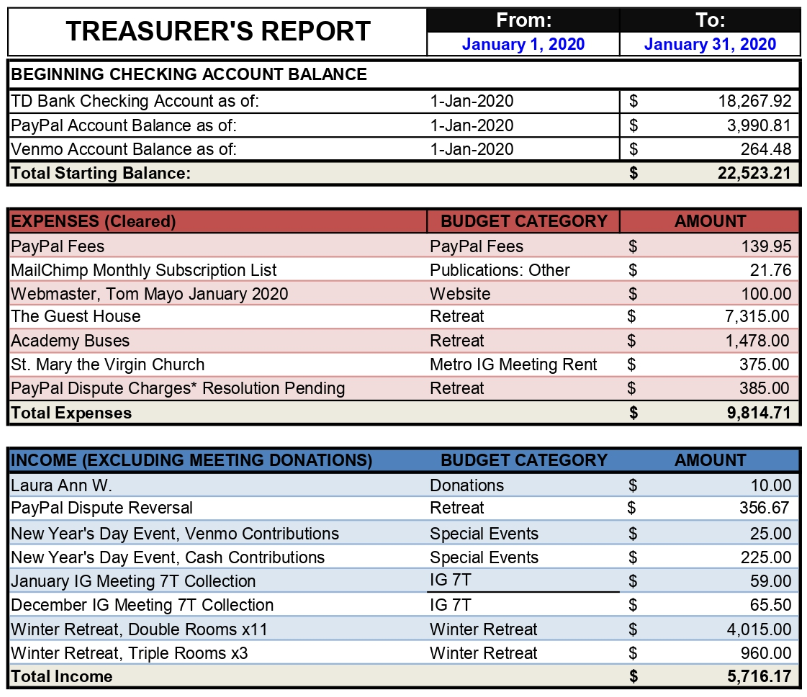 TREASURER'S REPORT From: To:
January 1, 2020 January 31, 2020
BEGINNING CHECKING ACCOUNT BALANCE
TD Bank Checking Account as of: 1-Jan-2020 $ 18,267.92
PayPal Account Balance as of: 1-Jan-2020 $ 3,990.81
Venmo Account Balance as of: 1-Jan-2020 $ 264.48
Total Starting Balance: $ 22,523.21
EXPENSES (Cleared) BUDGET CATEGORY AMOUNT
PayPal Fees PayPal Fees $ 139.95
MailChimp Monthly Subscription List Publications: Other $ 21.76
Webmaster, Tom Mayo January 2020 Website $ 100.00
The Guest House Retreat $ 7,315.00
Academy Buses Retreat $ 1,478.00
St. Mary the Virgin Church Metro IG Meeting Rent $ 375.00
PayPal Dispute Charges* Resolution Pending Retreat $ 385.00
Total Expenses $ 9,814.71
INCOME (EXCLUDING MEETING DONATIONS) BUDGET CATEGORY AMOUNT
Laura Ann W. Donations $ 10.00
PayPal Dispute Reversal Retreat $ 356.67
New Year's Day Event, Venmo Contributions Special Events $ 25.00
New Year's Day Event, Cash Contributions Special Events $ 225.00
January IG Meeting 7T Collection IG 7T $ 59.00
December IG Meeting 7T Collection IG 7T $ 65.50
Winter Retreat, Double Rooms x11 Winter Retreat $ 4,015.00
Winter Retreat, Triple Rooms x3 Winter Retreat $ 960.00
Total Income $ 5,716.17